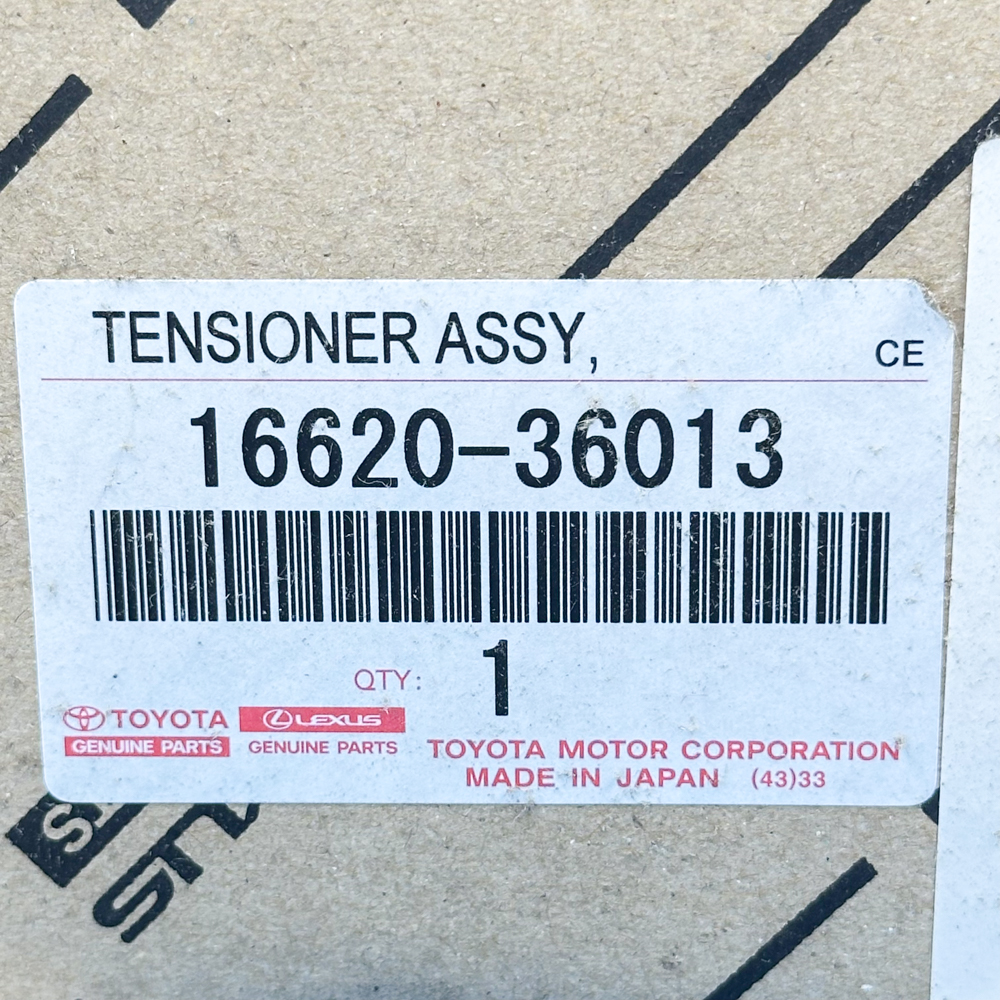 TENSIONER ASSY,
CE
16620-36013
QTY: 1
TOYOTA
GENUINE PARTS
LEXUS
GENUINE PARTS
TOYOTA MOTOR CORPORATION
MADE IN JAPAN (43)33